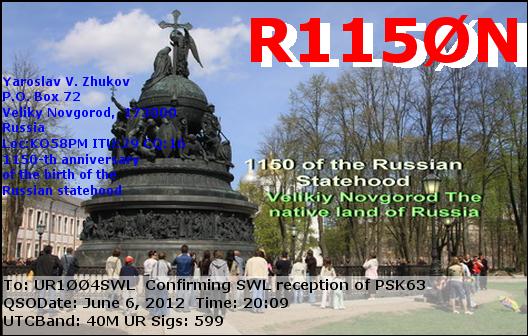 R115ØN
Yaroslav V. Zhukov
P.O. Box 72
Veliky Novgorod, 173000
Russia
Loc:KO58PM ITU:29 CQ:16
1150-th anniversary
of the birth of the
Russian statehood
1150 of the Russian
Statehood
Velikiy Novgorod The
native land of Russia
To: UR1ØØ4SWL Confirming SWL reception of PSK63
QSODate: June 6, 2012 Time: 20:09
UTCBand: 40M UR Sigs: 599